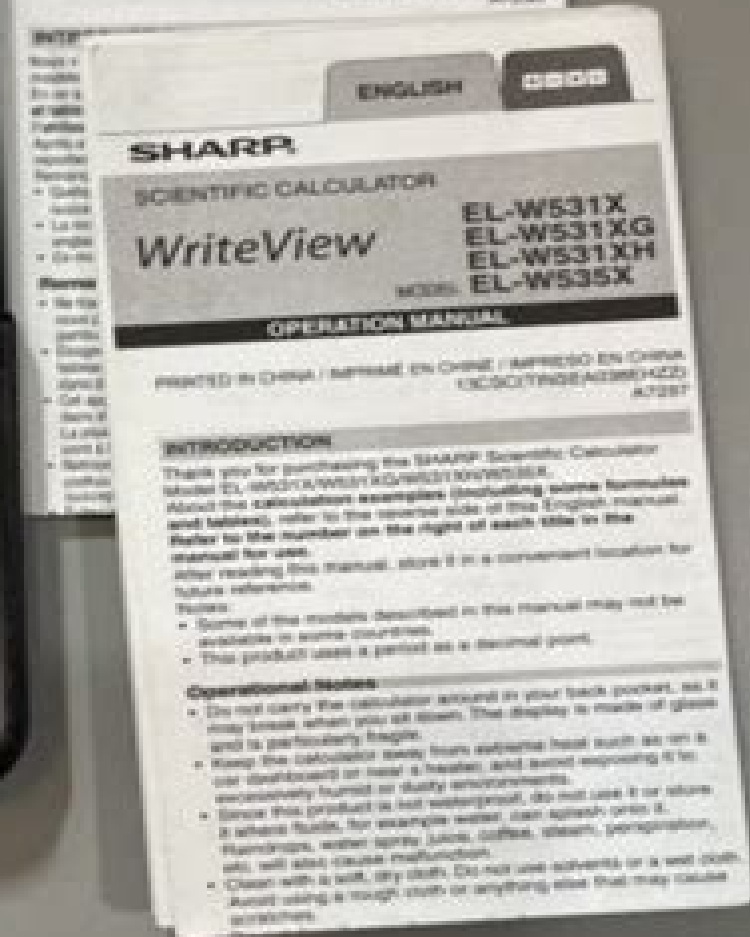 ENGLISH
SHARP
SCIENTIFIC CALCULATOR
WriteView
EL-W531X
EL-W531XG
EL-W531XH
MODEL EL-W535X
OPERATION MANUAL
PRINTED IN CHINA / IMPRIMÉ EN CHINE / IMPRESO EN CHINA
INTRODUCTION
Thank you for purchasing the SHARP Scientific Calculator
Model EL-W531X/W531XG/W531XH/W535X.
About the calculation examples (including some formulas
and tables), refer to the reverse side of this English manual.
Refer to the number on the right of each title in the
manual for use.
After reading this manual, store it in a convenient location for
future reference.
Notes:
• Some of the models described in this manual may not be
available in some countries.
• This product uses a period as a decimal point.
Operational Notes
• Do not carry the calculator around in your back pocket, as it
may break when you sit down. The display is made of glass
and is particularly fragile.
• Keep the calculator away from extreme heat such as on a
car dashboard or near a heater, and avoid exposing it to
excessively humid or dusty environments.
• Since this product is not waterproof, do not use it or store
it where fluids, for example water, can splash onto it.
Raindrops, water spray, juice, coffee, steam, perspiration,
etc. will also cause malfunction.
• Clean with a soft, dry cloth. Do not use solvents or a wet cloth.
Avoid using a rough cloth or anything else that may cause
scratches.